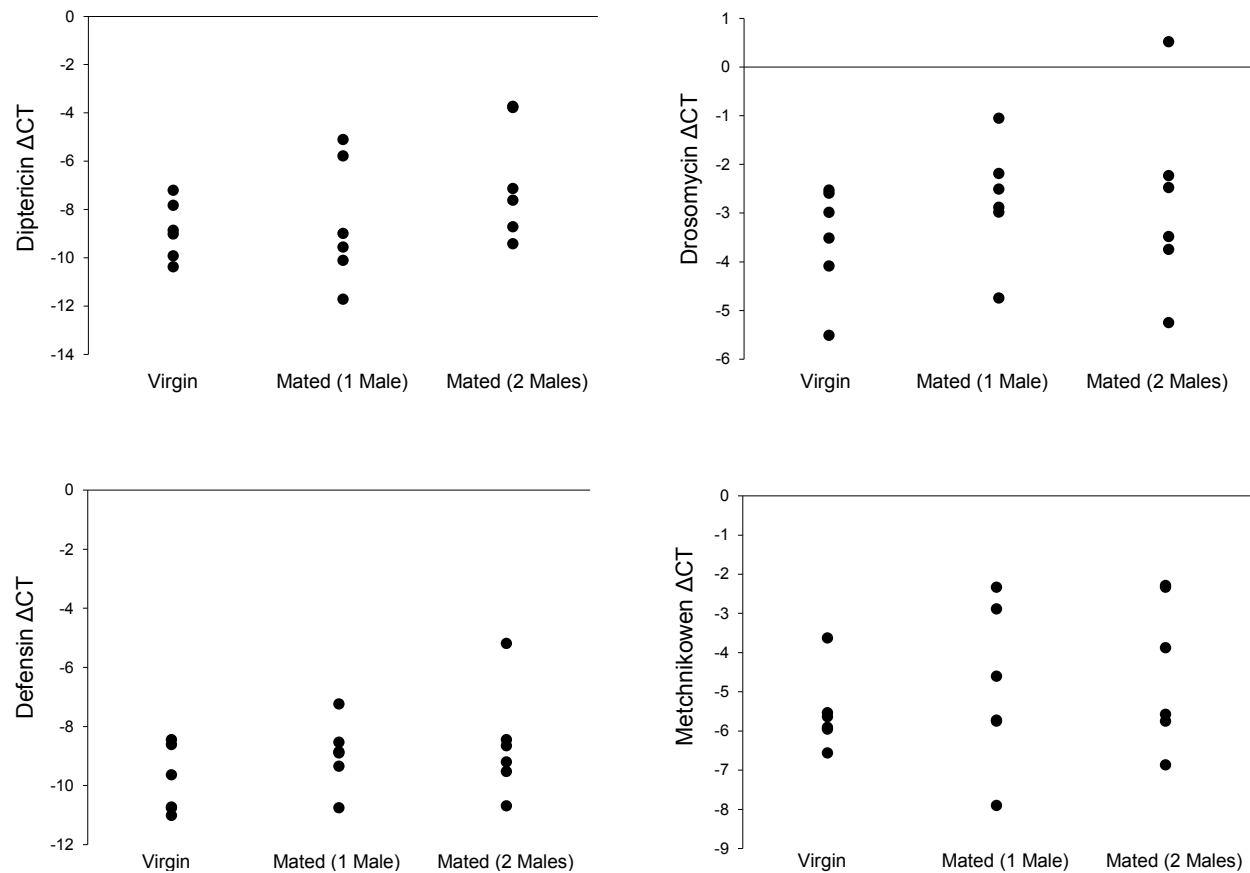 Diptericin ΔCT
0
-2
-4
-6
-8
-10
-12
-14
Virgin
Mated (1 Male)
Mated (2 Males)
Drosomycin ΔCT
1
0
-1
-2
-3
-4
-5
-6
Virgin
Mated (1 Male)
Mated (2 Males)
Defensin ΔCT
0
-2
-4
-6
-8
-10
-12
Virgin
Mated (1 Male)
Mated (2 Males)
Metchnikowen ΔCT
0
-1
-2
-3
-4
-5
-6
-7
-8
-9
Virgin
Mated (1 Male)
Mated (2 Males)